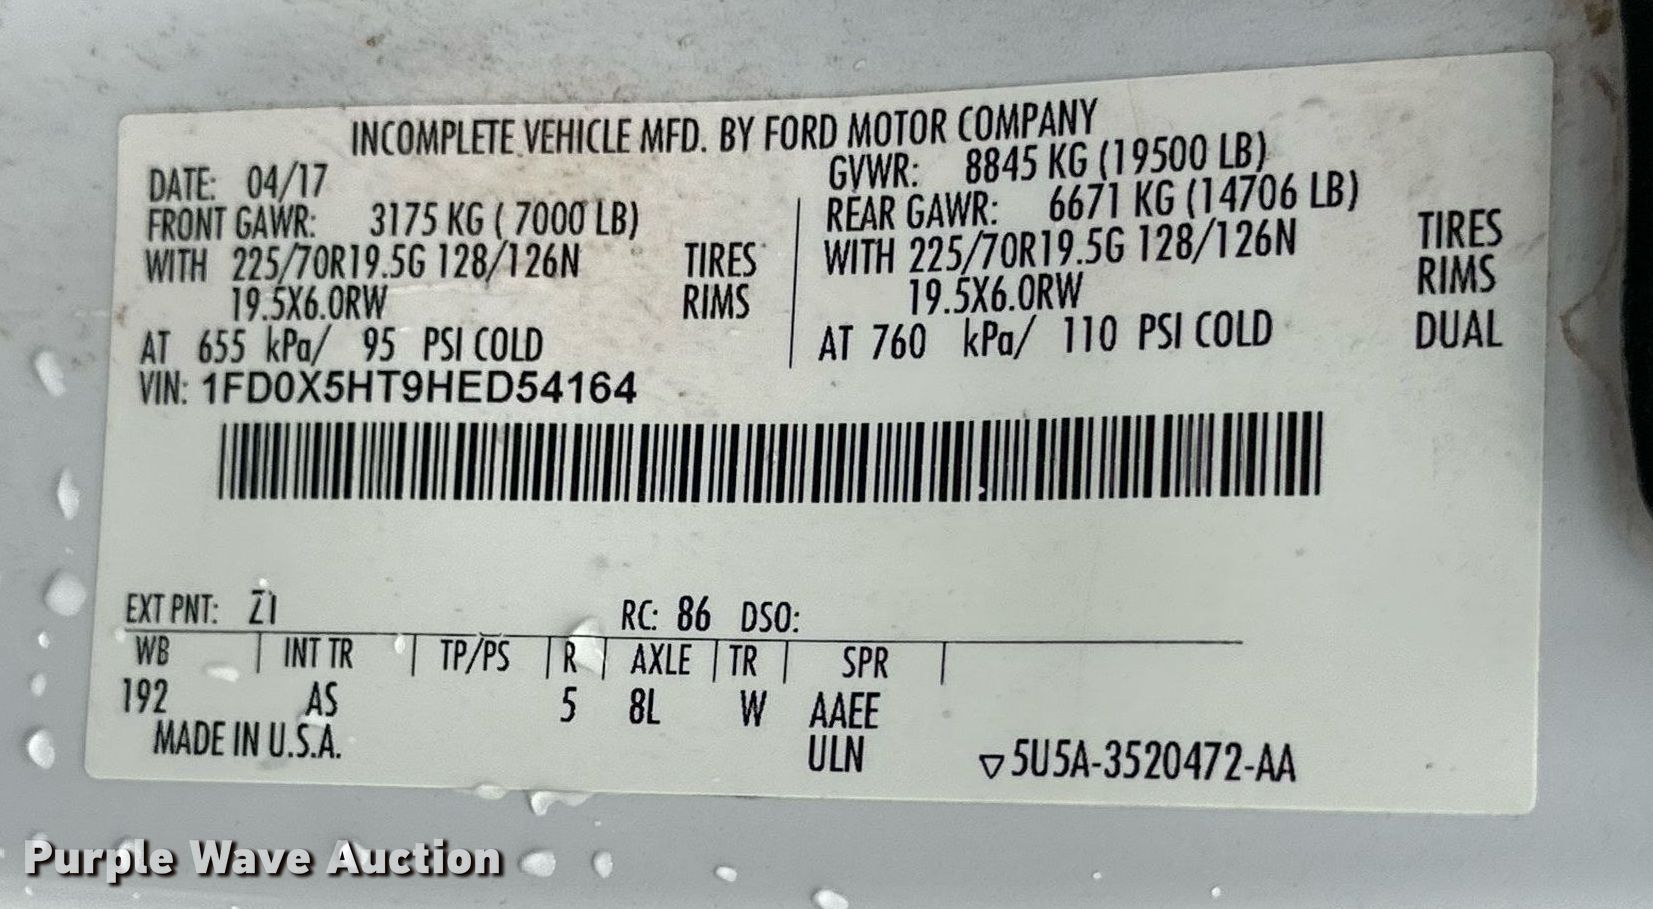 INCOMPLETE VEHICLE MFD. BY FORD MOTOR COMPANY
DATE: 04/17 GVWR: 8845 KG (19500 LB)
FRONT GAWR: 3175 KG ( 7000 LB) REAR GAWR: 6671 KG (14706 LB)
WITH 225/70R19.5G 128/126N TIRES WITH 225/70R19.5G 128/126N TIRES
19.5X6.0RW RIMS 19.5X6.0RW RIMS
AT 655 kPa/ 95 PSI COLD AT 760 kPa/ 110 PSI COLD DUAL
VIN: 1FD0X5HT9HED54164
EXT PNT: Z1 RC: 86 DSO:
WB INT TR TP/PS R AXLE TR SPR
192 AS 5 8L W AAEE
MADE IN U.S.A. ULN ▽5U5A-3520472-AA
Purple Wave Auction